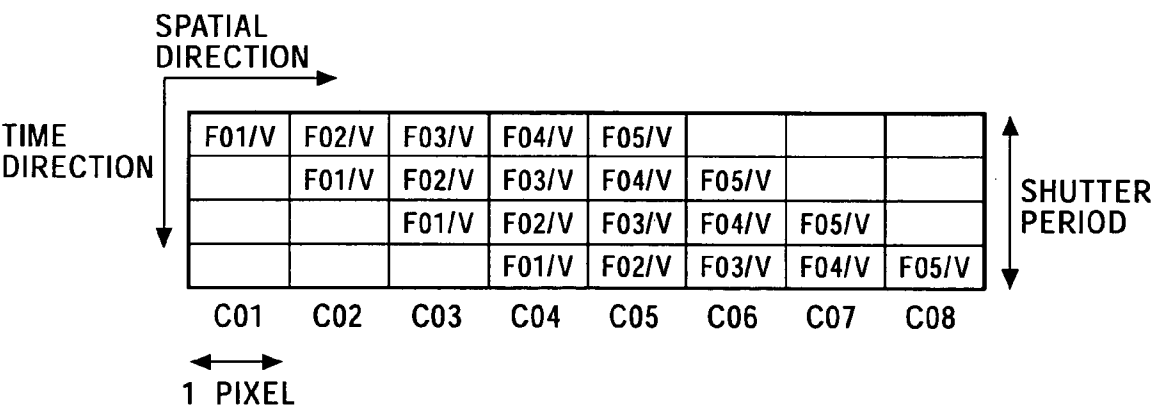 SPATIAL
DIRECTION
TIME
DIRECTION
F01/V F02/V F03/V F04/V F05/V
F01/V F02/V F03/V F04/V F05/V
F01/V F02/V F03/V F04/V F05/V
F01/V F02/V F03/V F04/V F05/V
SHUTTER
PERIOD
C01 C02 C03 C04 C05 C06 C07 C08
1 PIXEL